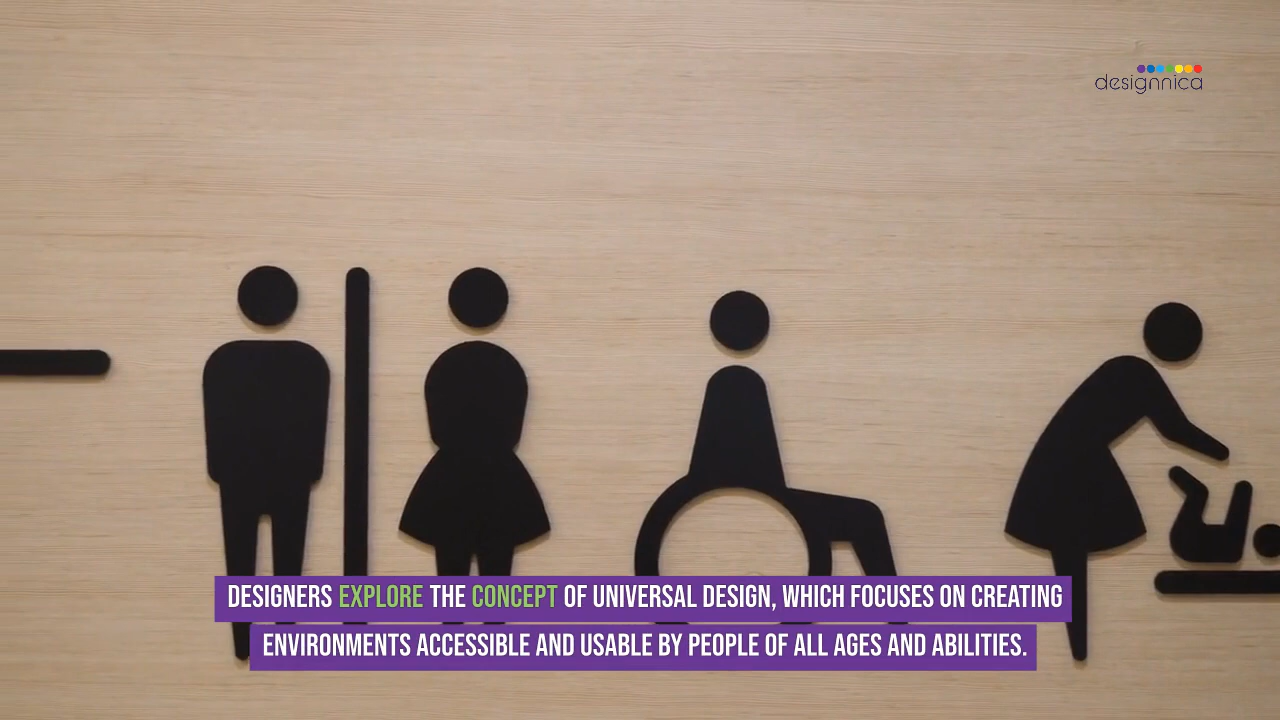 designnica
DESIGNERS EXPLORE THE CONCEPT OF UNIVERSAL DESIGN, WHICH FOCUSES ON CREATING
ENVIRONMENTS ACCESSIBLE AND USABLE BY PEOPLE OF ALL AGES AND ABILITIES.